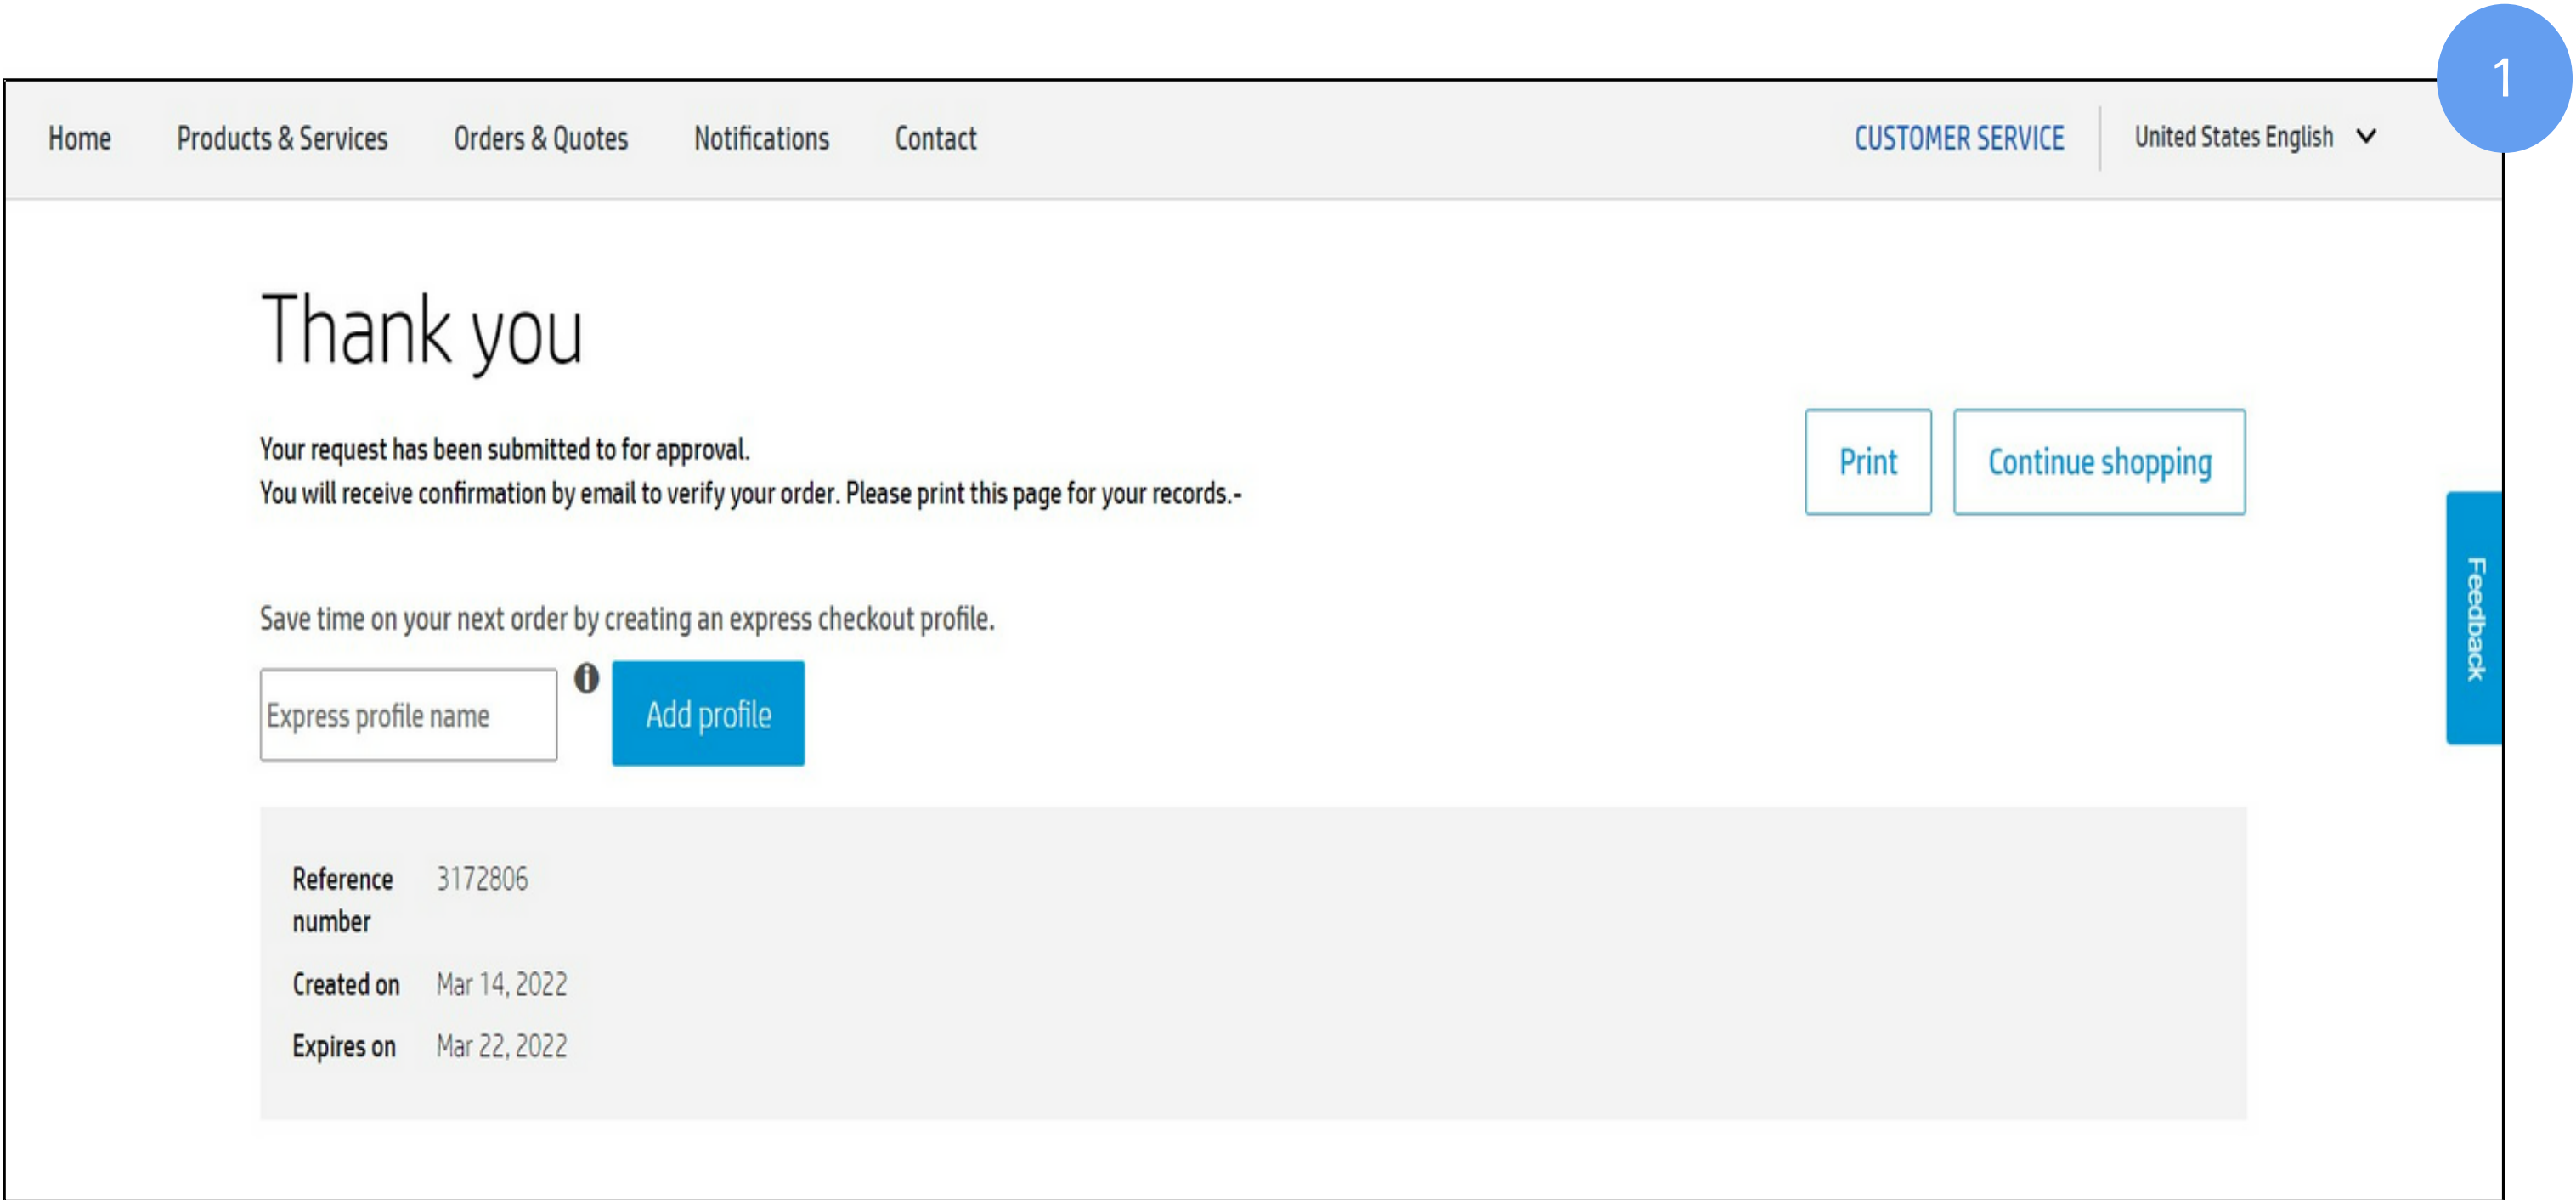 1
Home Products & Services Orders & Quotes Notifications Contact CUSTOMER SERVICE United States English
Thank you
Your request has been submitted to for approval.
You will receive confirmation by email to verify your order. Please print this page for your records.-
Print Continue shopping
Feedback
Save time on your next order by creating an express checkout profile.
Express profile name i Add profile
Reference number 3172806
Created on Mar 14, 2022
Expires on Mar 22, 2022